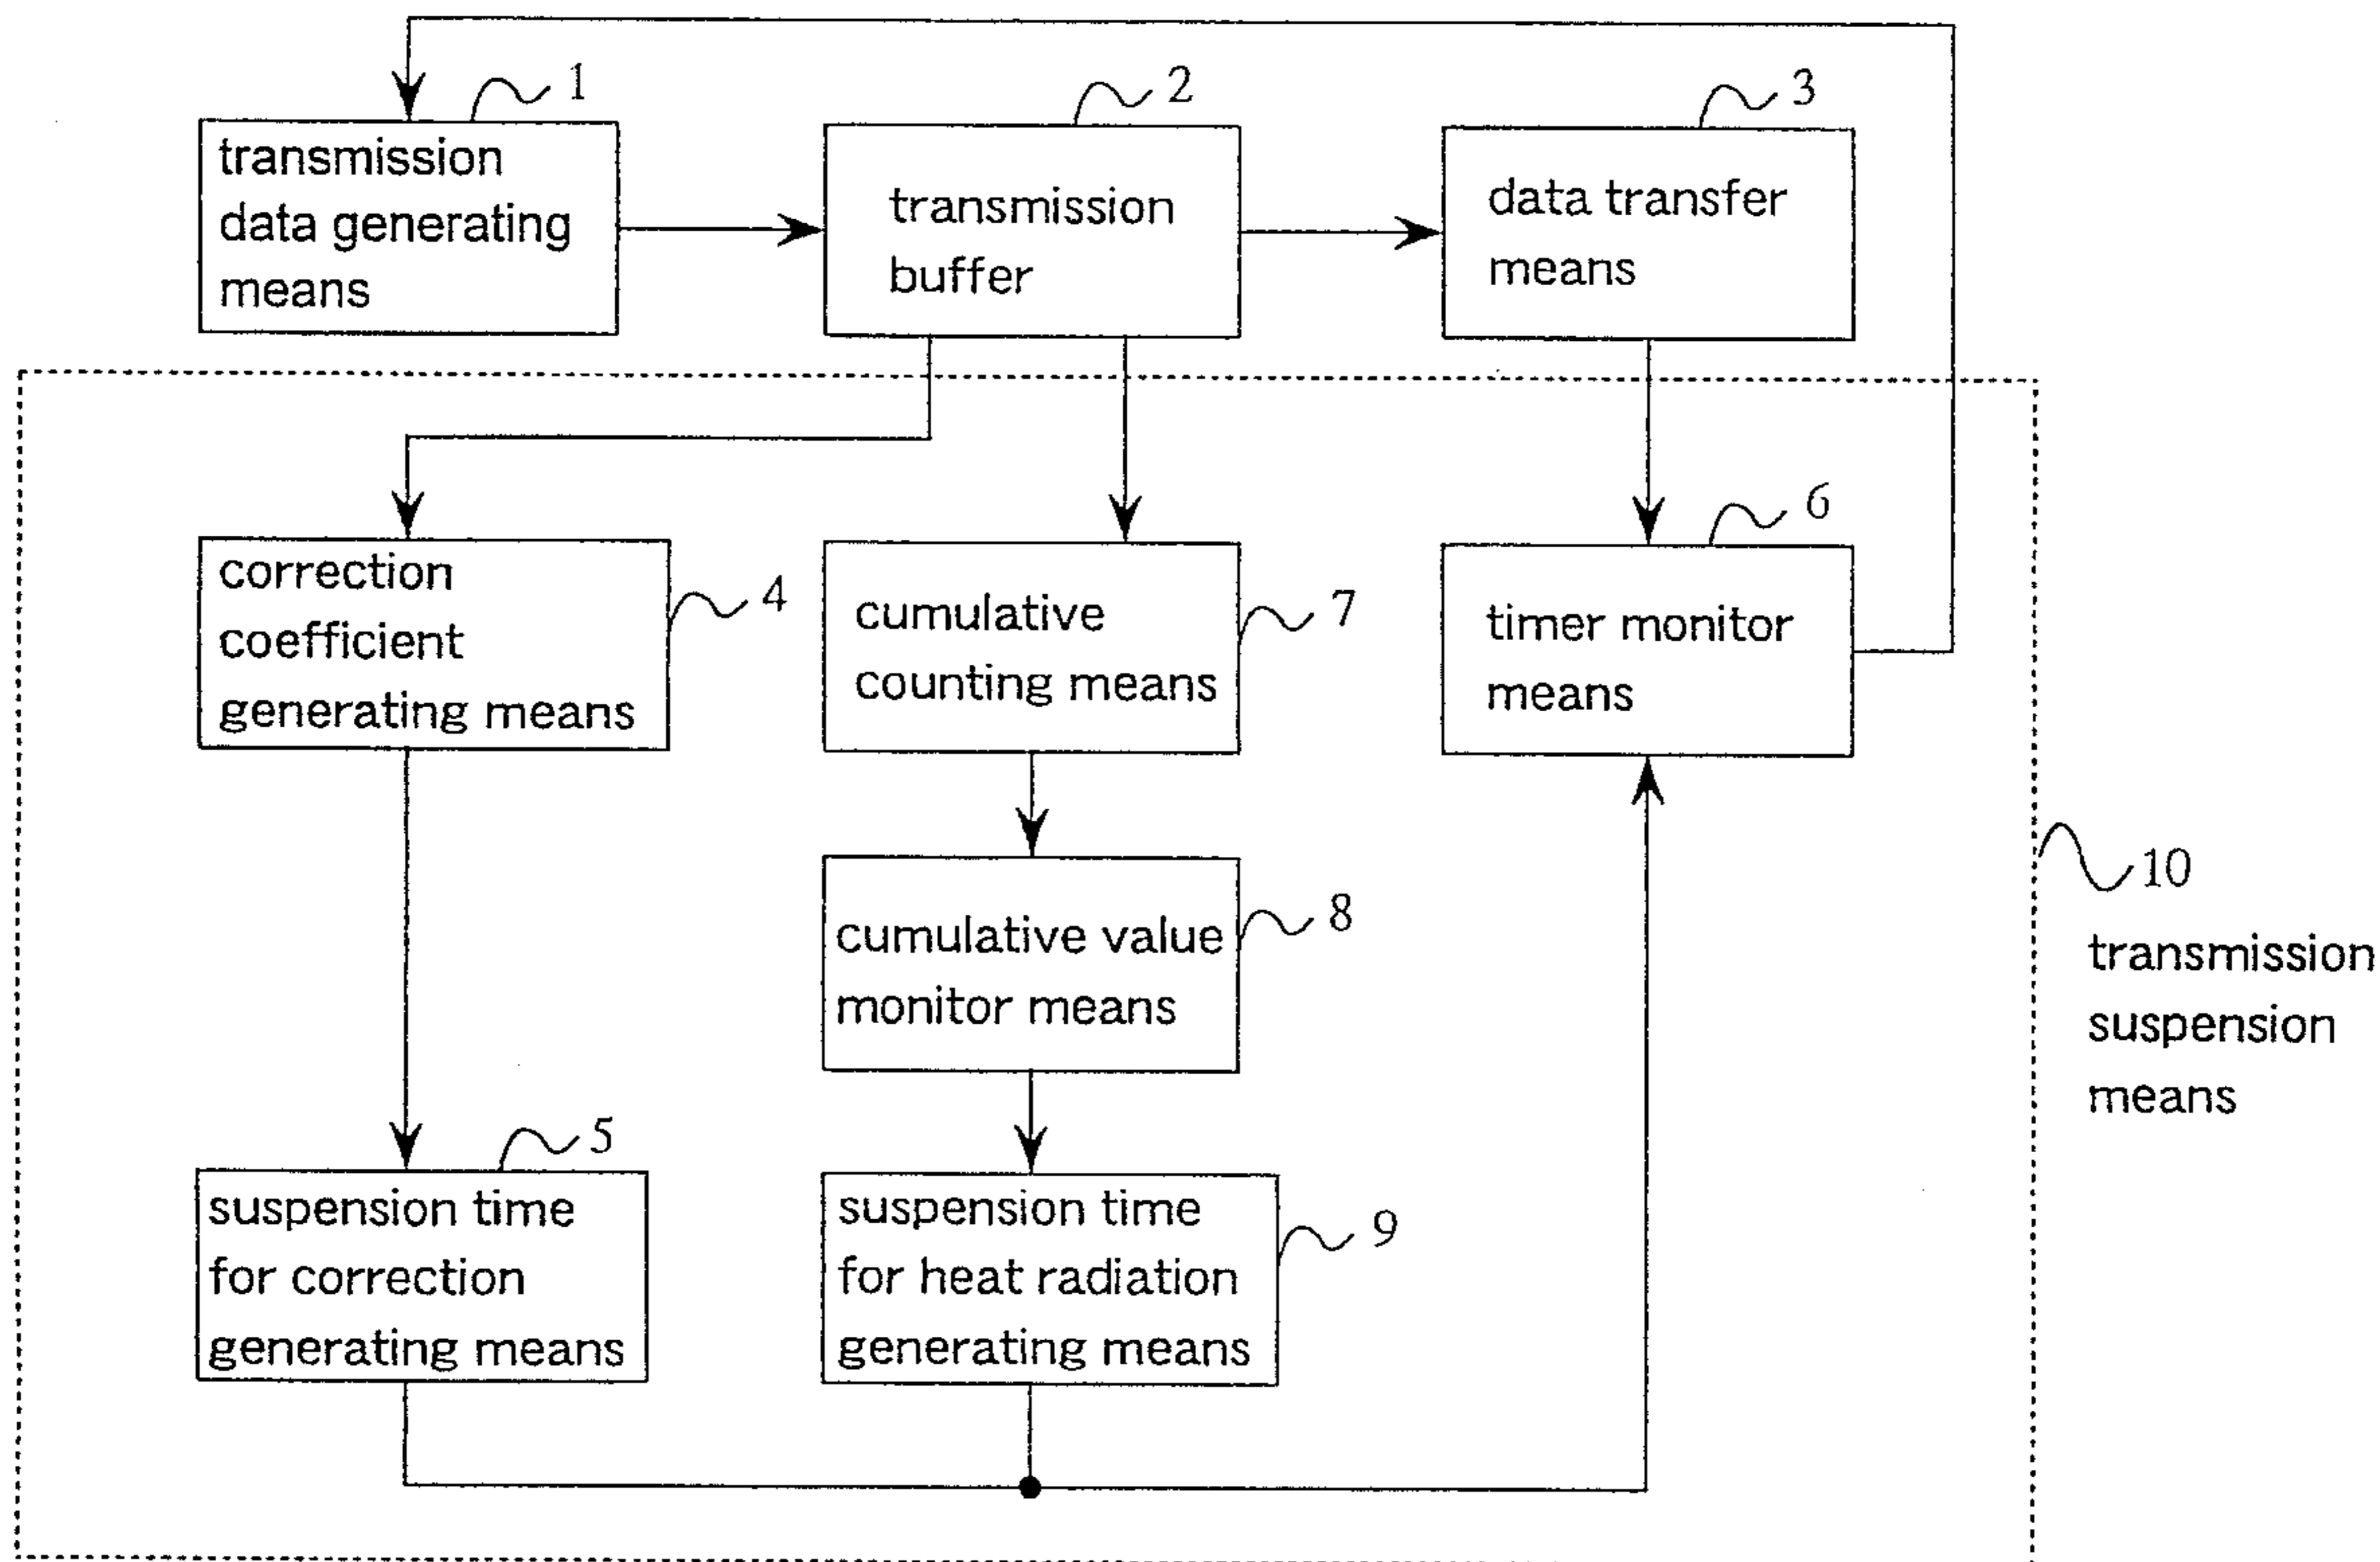 1
transmission
data generating
means
2
transmission
buffer
3
data transfer
means
4
correction
coefficient
generating means
7
cumulative
counting means
6
timer monitor
means
8
cumulative value
monitor means
10
transmission
suspension
means
5
suspension time
for correction
generating means
9
suspension time
for heat radiation
generating means